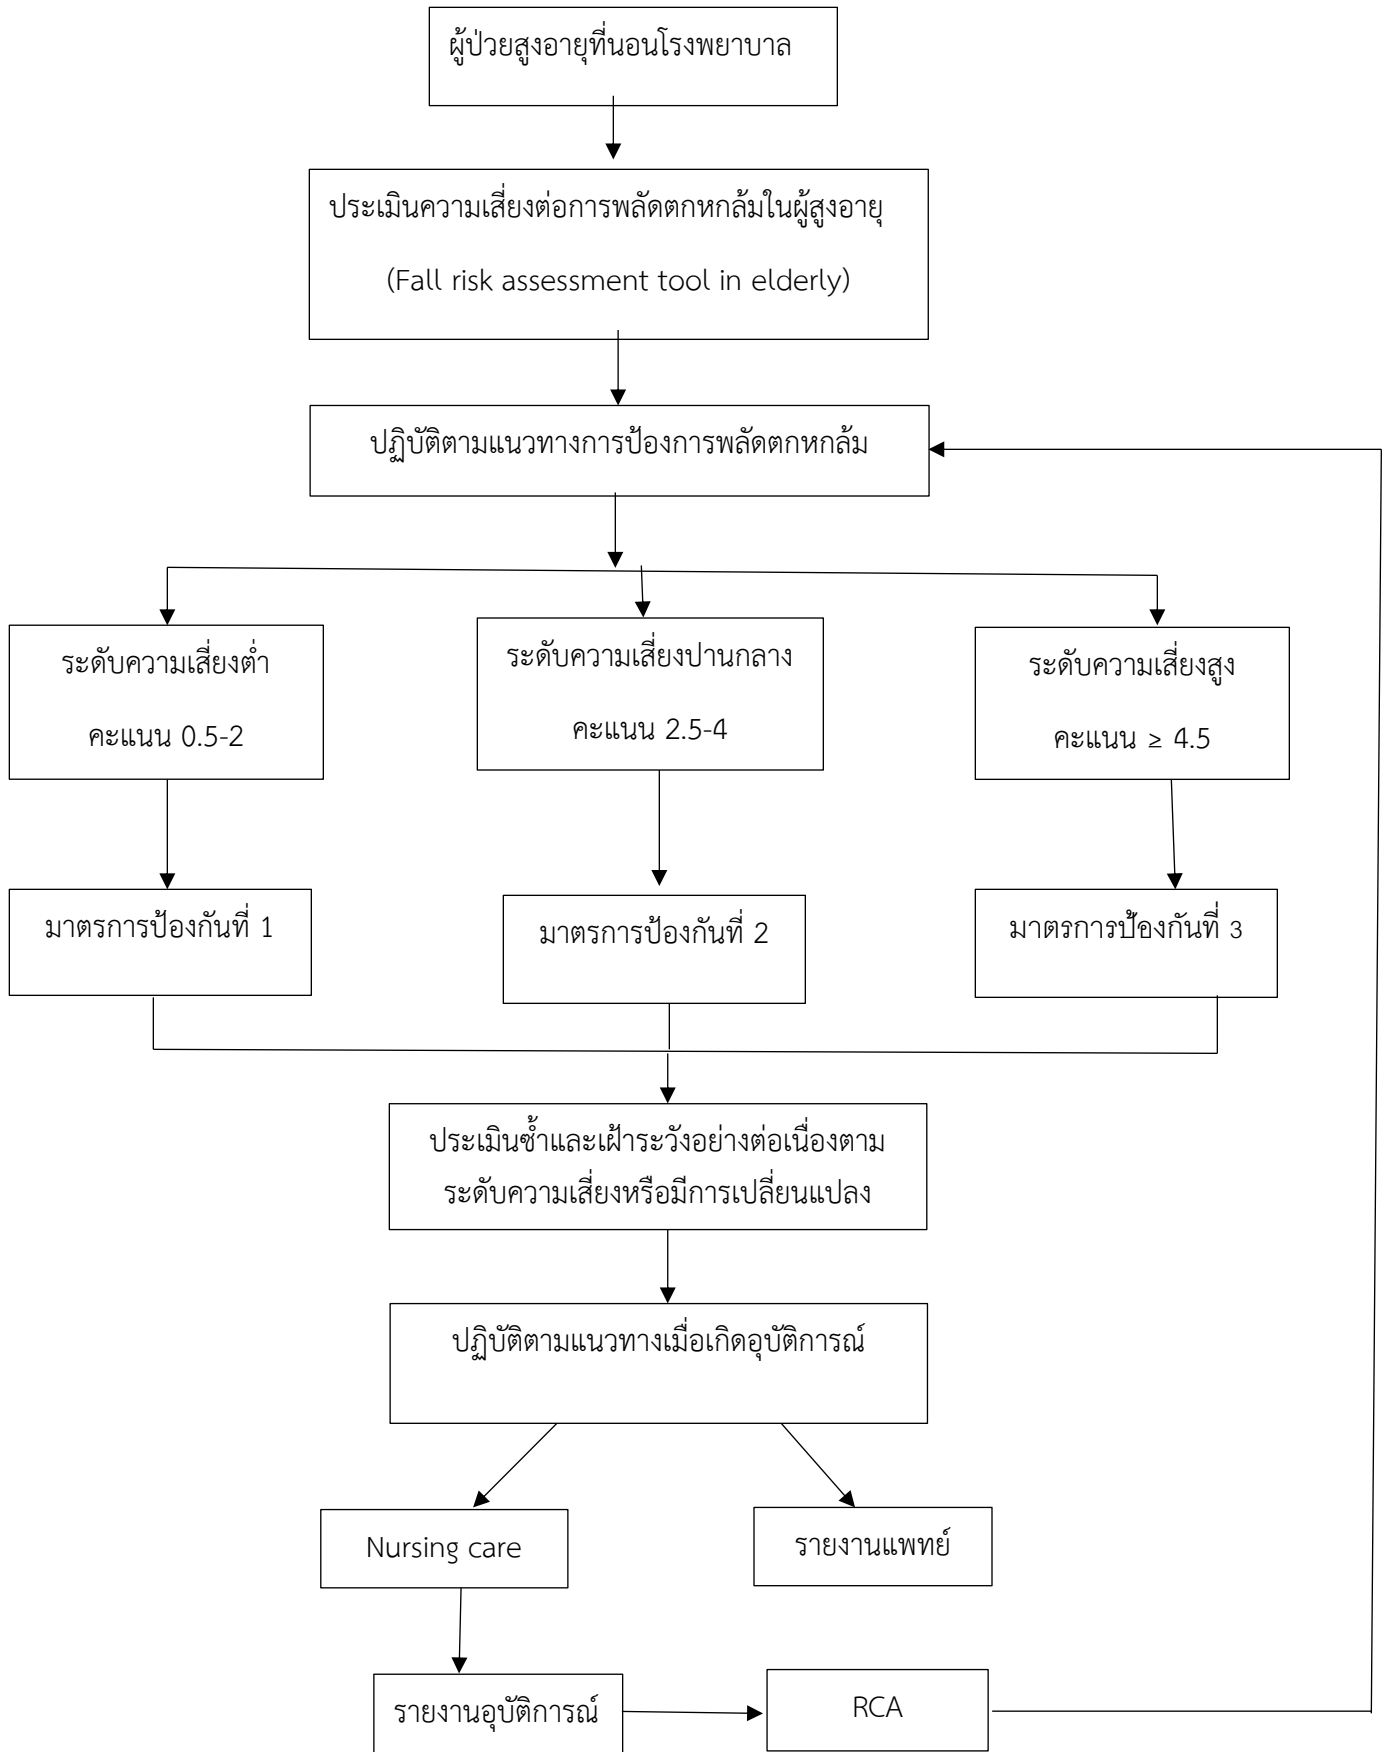 ผู้ป่วยสูงอายุที่นอนโรงพยาบาล
ประเมินความเสี่ยงต่อการพลัดตกหกล้มในผู้สูงอายุ
(Fall risk assessment tool in elderly)
ปฏิบัติตามแนวทางการป้องการพลัดตกหกล้ม
ระดับความเสี่ยงต่ำ
คะแนน 0.5-2
ระดับความเสี่ยงปานกลาง
คะแนน 2.5-4
ระดับความเสี่ยงสูง
คะแนน ≥ 4.5
มาตรการป้องกันที่ 1
มาตรการป้องกันที่ 2
มาตรการป้องกันที่ 3
ประเมินซ้ำและเฝ้าระวังอย่างต่อเนื่องตาม
ระดับความเสี่ยงหรือมีการเปลี่ยนแปลง
ปฏิบัติตามแนวทางเมื่อเกิดอุบัติการณ์
Nursing care
รายงานแพทย์
รายงานอุบัติการณ์
RCA